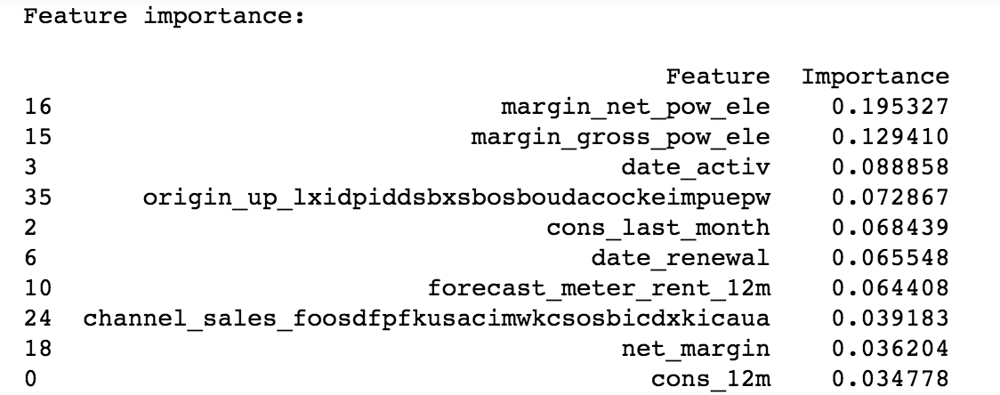 Feature importance:
Feature Importance
16 margin_net_pow_ele 0.195327
15 margin_gross_pow_ele 0.129410
3 date_activ 0.088858
35 origin_up_lxidpiddsbxsbosboudacockeimpuepw 0.072867
2 cons_last_month 0.068439
6 date_renewal 0.065548
10 forecast_meter_rent_12m 0.064408
24 channel_sales_foosdfpfkusacimwkcsosbicdxkicaua 0.039183
18 net_margin 0.036204
0 cons_12m 0.034778